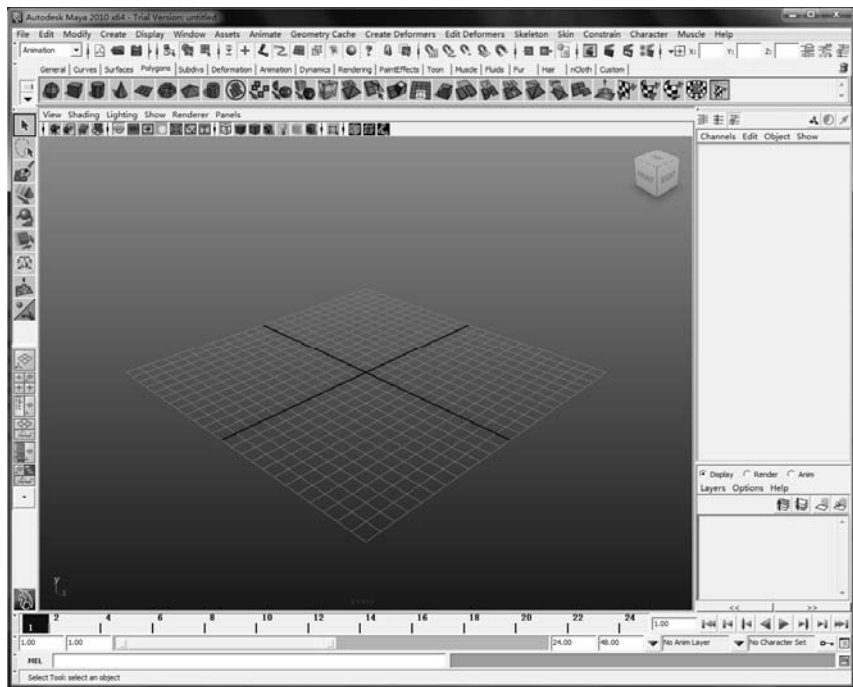 Autodesk Maya 2010 x64 - Trial Version: untitled
File Edit Modify Create Display Window Assets Animate Geometry Cache Create Deformers Edit Deformers Skeleton Skin Constrain Character Muscle Help
Animation X: Y: Z:
General Curves Surfaces Polygons Subdivs Deformation Animation Dynamics Rendering PaintEffects Toon Muscle Fluids Fur Hair nCloth Custom
View Shading Lighting Show Renderer Panels
Channels Edit Object Show
FRONT RIGHT
Display Render Anim
Layers Options Help
Y
X
<< >>
1 2 4 6 8 10 12 14 16 18 20 22 24 1.00
1.00 1.00 24.00 48.00 No Anim Layer No Character Set
MEL
Select Tool: select an object